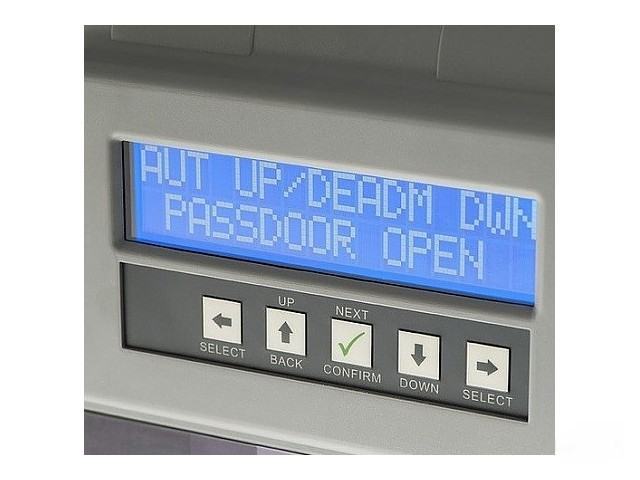 AUT UP/DEADM DWN
PASSDOOR OPEN
UP NEXT
SELECT BACK CONFIRM DOWN SELECT